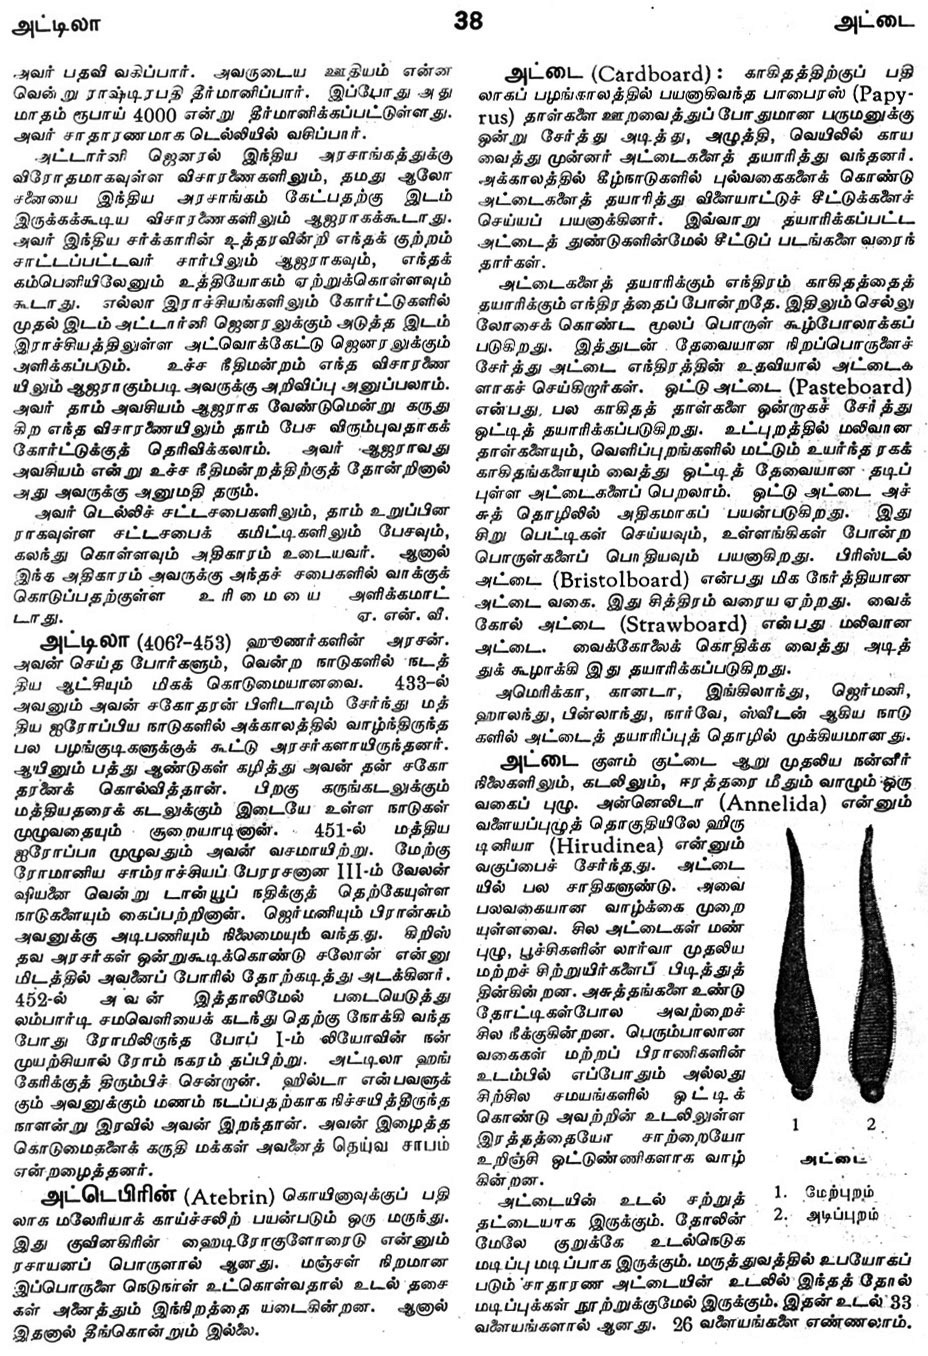 அட்டிலா
38
அட்டை
அவர் பதவி வகிப்பார். அவருடைய ஊதியம் என்ன
வென்று ராஷ்டிரபதி தீர்மானிப்பார். இப்போது அது
மாதம் ரூபாய் 4000 என்று தீர்மானிக்கப்பட்டுள்ளது.
அவர் சாதாரணமாக டெல்லியில் வசிப்பார்.
அட்டார்னி ஜெனரல் இந்திய அரசாங்கத்துக்கு
விரோதமாகவுள்ள விசாரணைகளிலும், தமது ஆலோ
சனையை இந்திய அரசாங்கம் கேட்பதற்கு இடம்
இருக்கக்கூடிய விசாரணைகளிலும் ஆஜராகக்கூடாது.
அவர் இந்திய சர்க்காரின் உத்தரவின்றி எந்தக் குற்றம்
சாட்டப்பட்டவர் சார்பிலும் ஆஜராகவும், எந்தக்
கம்பெனியிலேனும் உத்தியோகம் ஏற்றுக்கொள்ளவும்
கூடாது. எல்லா இராச்சியங்களிலும் கோர்ட்டுகளில்
முதல் இடம் அட்டார்னி ஜெனரலுக்கும் அடுத்த இடம்
இராச்சியத்திலுள்ள அட்வொக்கேட்டு ஜெனரலுக்கும்
அளிக்கப்படும். உச்ச நீதிமன்றம் எந்த விசாரணை
யிலும் ஆஜராகும்படி அவருக்கு அறிவிப்பு அனுப்பலாம்.
அவர் தாம் அவசியம் ஆஜராக வேண்டுமென்று கருது
கிற எந்த விசாரணையிலும் தாம் பேச விரும்புவதாகக்
கோர்ட்டுக்குத் தெரிவிக்கலாம். அவர் ஆஜராவது
அவசியம் என்று உச்ச நீதிமன்றத்திற்குத் தோன்றினால்
அது அவருக்கு அனுமதி தரும்.
அவர் டெல்லிச் சட்டசபைகளிலும், தாம் உறுப்பின
ராகவுள்ள சட்டசபைக் கமிட்டிகளிலும் பேசவும்,
கலந்து கொள்ளவும் அதிகாரம் உடையவர். ஆனால்
இந்த அதிகாரம் அவருக்கு அந்தச் சபைகளில் வாக்குக்
கொடுப்பதற்குள்ள உரிமையை அளிக்கமாட்
டாது. ஏ. என். வீ.
அட்டிலா (406?-453) ஹூணர்களின் அரசன்.
அவன் செய்த போர்களும், வென்ற நாடுகளில் நடத்
திய ஆட்சியும் மிகக் கொடுமையானவை. 433-ல்
அவனும் அவன் சகோதரன் பிளிடாவும் சேர்ந்து மத்
திய ஐரோப்பிய நாடுகளில் அக்காலத்தில் வாழ்ந்திருந்த
பல பழங்குடிகளுக்குக் கூட்டு அரசர்களாயிருந்தனர்.
ஆயினும் பத்து ஆண்டுகள் கழித்து அவன் தன் சகோ
தரனைக் கொல்வித்தான். பிறகு கருங்கடலுக்கும்
மத்தியதரைக் கடலுக்கும் இடையே உள்ள நாடுகள்
முழுவதையும் சூறையாடினான். 451-ல் மத்திய
ஐரோப்பா முழுவதும் அவன் வசமாயிற்று. மேற்கு
ரோமானிய சாம்ராச்சியப் பேரரசனான III-ம் வேலன்
ஷியனை வென்று டான்யூப் நதிக்குத் தெற்கேயுள்ள
நாடுகளையும் கைப்பற்றினான். ஜெர்மனியும் பிரான்சும்
அவனுக்கு அடிபணியும் நிலைமையும் வந்தது. கிறிஸ்
தவ அரசர்கள் ஒன்றுகூடிக்கொண்டு சலோன் என்னு
மிடத்தில் அவனைப் போரில் தோற்கடித்து அடக்கினர்.
452-ல் அவன் இத்தாலிமேல் படையெடுத்து
லம்பார்டி சமவெளியைக் கடந்து தெற்கு நோக்கி வந்த
போது ரோமிலிருந்த போப் I-ம் லியோவின் நன்
முயற்சியால் ரோம் நகரம் தப்பிற்று. அட்டிலா ஹங்
கேரிக்குத் திரும்பிச் சென்றான். ஹில்டா என்பவளுக்
கும் அவனுக்கும் மணம் நடப்பதற்காக நிச்சயித்திருந்த
நாளன்று இரவில் அவன் இறந்தான். அவன் இழைத்த
கொடுமைகளைக் கருதி மக்கள் அவனைத் தெய்வ சாபம்
என்றழைத்தனர்.
அட்டெபிரின் (Atebrin) கொயினாவுக்குப் பதி
லாக மலேரியாக் காய்ச்சலிற் பயன்படும் ஒரு மருந்து.
இது குவினகிரின் ஹைடிரோகுளோரைடு என்னும்
ரசாயனப் பொருளால் ஆனது. மஞ்சள் நிறமான
இப்பொருளை நெடுநாள் உட்கொள்வதால் உடல் தசை
கள் அனைத்தும் இந்நிறத்தை யடைகின்றன. ஆனால்
இதனால் தீங்கொன்றும் இல்லை.
அட்டை (Cardboard) : காகிதத்திற்குப் பதி
லாகப் பழங்காலத்தில் பயனாகிவந்த பாபைரஸ் (Papy-
rus) தாள்களை ஊறவைத்துப் போதுமான பருமனுக்கு
ஒன்று சேர்த்து அடித்து, அழுத்தி, வெயிலில் காய
வைத்து முன்னர் அட்டைகளைத் தயாரித்து வந்தனர்.
அக்காலத்தில் கீழ்நாடுகளில் புல்வகைகளைக் கொண்டு
அட்டைகளைத் தயாரித்து விளையாட்டுச் சீட்டுக்களைச்
செய்யப் பயனாக்கினர். இவ்வாறு தயாரிக்கப்பட்ட
அட்டைத் துண்டுகளின்மேல் சீட்டுப் படங்களை வரைந்
தார்கள்.
அட்டைகளைத் தயாரிக்கும் எந்திரம் காகிதத்தைத்
தயாரிக்கும் எந்திரத்தைப் போன்றதே. இதிலும் செல்லு
லோசைக் கொண்ட மூலப் பொருள் கூழ்போலாக்கப்
படுகிறது. இத்துடன் தேவையான நிறப்பொருளைச்
சேர்த்து அட்டை எந்திரத்தின் உதவியால் அட்டைக
ளாகச் செய்கிறார்கள். ஒட்டு அட்டை (Pasteboard)
என்பது பல காகிதத் தாள்களை ஒன்றாகச் சேர்த்து
ஒட்டித் தயாரிக்கப்படுகிறது. உட்புறத்தில் மலிவான
தாள்களையும், வெளிப்புறங்களில் மட்டும் உயர்ந்த ரகக்
காகிதங்களையும் வைத்து ஒட்டித் தேவையான தடிப்
புள்ள அட்டைகளைப் பெறலாம். ஒட்டு அட்டை அச்
சுத் தொழிலில் அதிகமாகப் பயன்படுகிறது. இது
சிறு பெட்டிகள் செய்யவும், உள்ளங்கிகள் போன்ற
பொருள்களைப் பொதியவும் பயனாகிறது. பிரிஸ்டல்
அட்டை (Bristolboard) என்பது மிக நேர்த்தியான
அட்டை வகை. இது சித்திரம் வரைய ஏற்றது. வைக்
கோல் அட்டை (Strawboard) என்பது மலிவான
அட்டை. வைக்கோலைக் கொதிக்க வைத்து அடித்
துக் கூழாக்கி இது தயாரிக்கப்படுகிறது.
அமெரிக்கா, கானடா, இங்கிலாந்து, ஜெர்மனி,
ஹாலந்து, பின்லாந்து, நார்வே, ஸ்வீடன் ஆகிய நாடு
களில் அட்டைத் தயாரிப்புத் தொழில் முக்கியமானது.
அட்டை குளம் குட்டை ஆறு முதலிய நன்னீர்
நிலைகளிலும், கடலிலும், ஈரத்தரை மீதும் வாழும் ஒரு
வகைப் புழு. அன்னெலிடா (Annelida) என்னும்
வளையப்புழுத் தொகுதியிலே ஹிரு
டினியா (Hirudinea) என்னும்
வகுப்பைச் சேர்ந்தது. அட்டை
யில் பல சாதிகளுண்டு. அவை
பலவகையான வாழ்க்கை முறை
யுள்ளவை. சில அட்டைகள் மண்
புழு, பூச்சிகளின் லார்வா முதலிய
மற்றச் சிற்றுயிர்களைப் பிடித்துத்
தின்கின்றன. அசுத்தங்களை உண்டு
தோட்டிகள்போல அவற்றைச்
சில நீக்குகின்றன. பெரும்பாலான
வகைகள் மற்றப் பிராணிகளின்
உடம்பில் எப்போதும் அல்லது
சிற்சில சமயங்களில் ஒட்டிக்
கொண்டு அவற்றின் உடலிலுள்ள
இரத்தத்தையோ சாற்றையோ
உறிஞ்சி ஒட்டுண்ணிகளாக வாழ்
கின்றன.
அட்டையின் உடல் சற்றுத்
தட்டையாக இருக்கும். தோலின்
மேலே குறுக்கே உடல்நெடுக
மடிப்பு மடிப்பாக இருக்கும். மருத்துவத்தில் உபயோகப்
படும் சாதாரண அட்டையின் உடலில் இந்தத் தோல்
மடிப்புக்கள் நூற்றுக்குமேல் இருக்கும். இதன் உடல் 33
வளையங்களால் ஆனது. 26 வளையங்களை எண்ணலாம்.
1 2
அட்டை
1. மேற்புறம்
2. அடிப்புறம்